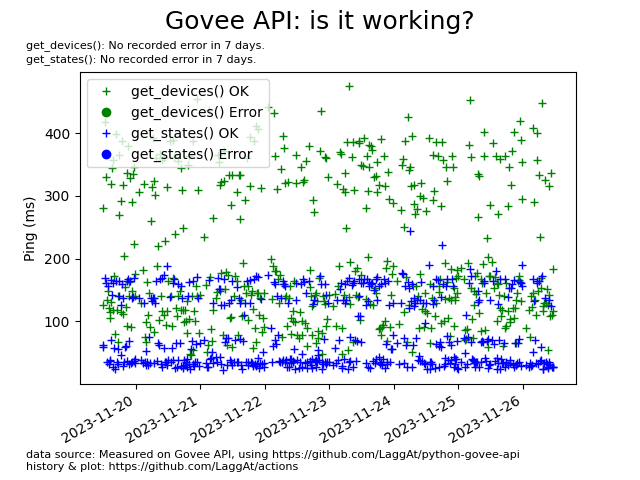 Govee API: is it working?
get_devices(): No recorded error in 7 days.
get_states(): No recorded error in 7 days.
get_devices() OK
get_devices() Error
get_states() OK
get_states() Error
400
300
200
100
Ping (ms)
2023-11-20
2023-11-21
2023-11-22
2023-11-23
2023-11-24
2023-11-25
2023-11-26
data source: Measured on Govee API, using https://github.com/LaggAt/python-govee-api
history & plot: https://github.com/LaggAt/actions